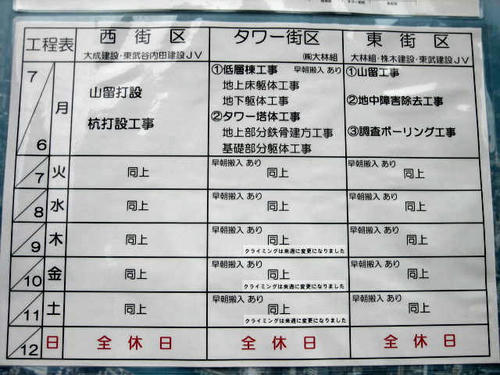 工程表 西街区 タワー街区 東街区
大成建設・東武谷内田建設JV ㈱大林組 大林組・株木建設・東武建設JV
7/6 月
山留打設
杭打設工事
①低層棟工事 早朝搬入 あり
地上床躯体工事
地下躯体工事
②タワー塔体工事
地上部分鉄骨建方工事
基礎部分躯体工事
①山留工事
②地中障害除去工事
③調査ボーリング工事
7 火 同上 早朝搬入 あり 同上 早朝搬入 あり 同上
8 水 同上 早朝搬入 あり 同上 早朝搬入 あり 同上
9 木 同上 早朝搬入 あり 同上 早朝搬入 あり 同上
クライミングは来週に変更になりました
10 金 同上 早朝搬入 あり 同上 早朝搬入 あり 同上
クライミングは来週に変更になりました
11 土 同上 早朝搬入 あり 同上 早朝搬入 あり 同上
クライミングは来週に変更になりました
12 日 全休日 全休日 全休日